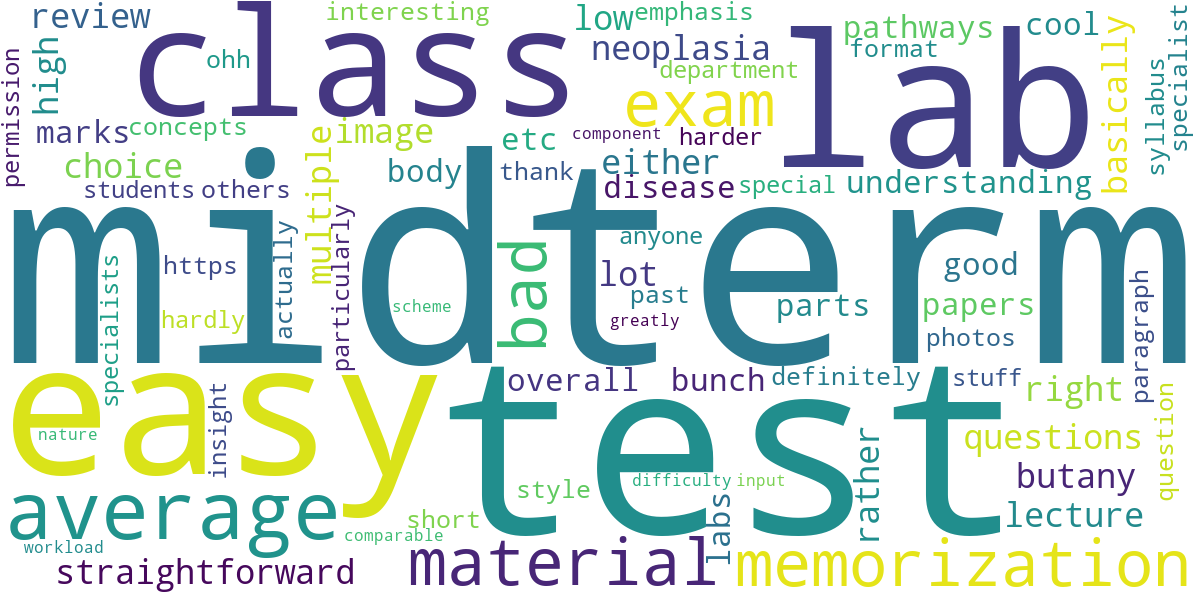 review
interesting
low
emphasis
pathways
cool
specialist
class
lab
ohh
high
neoplasia
format
department
basically
syllabus
permission
exam
marks
concepts
image
etc
component
harder
choice
multiple
body
thank
either
students
others
disease
special
understanding
midterm
actually
particularly
bad
anyone
https
specialists
lot
past
good
parts
papers
paragraph
hardly
scheme
greatly
photos
easy
test
overall
bunch
definitely
stuff
right
insight
nature
question
questions
rather
butany
difficulty
input
style
labs
average
short
lecture
comparable
workload
material
memorization
straightforward